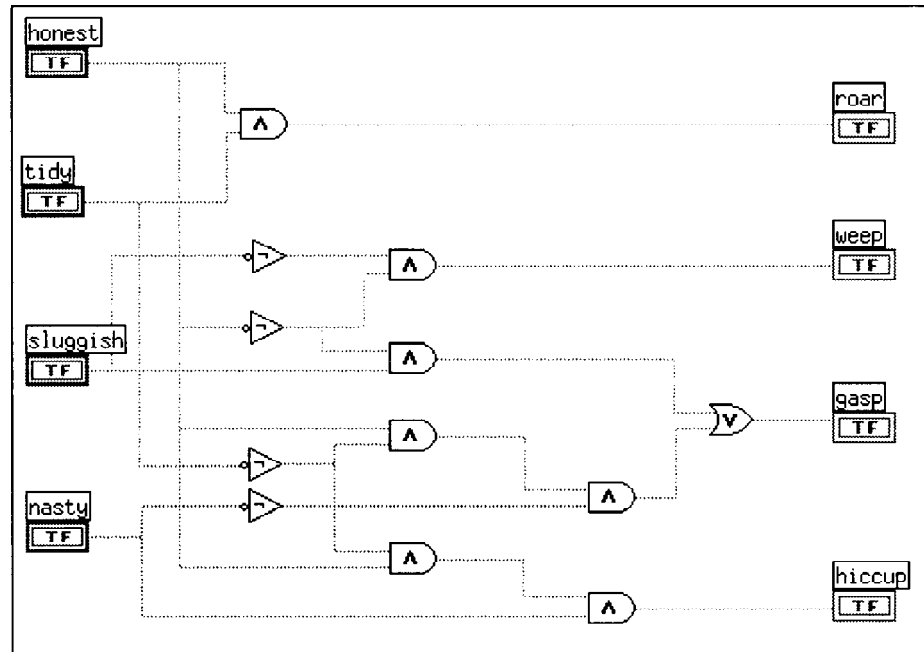 honest
TF
roar
TF
∧
tidy
TF
weep
TF
¬
∧
¬
sluggish
TF
∧
gasp
TF
∨
∧
¬
nasty
TF
¬
∧
∧
hiccup
TF
∧